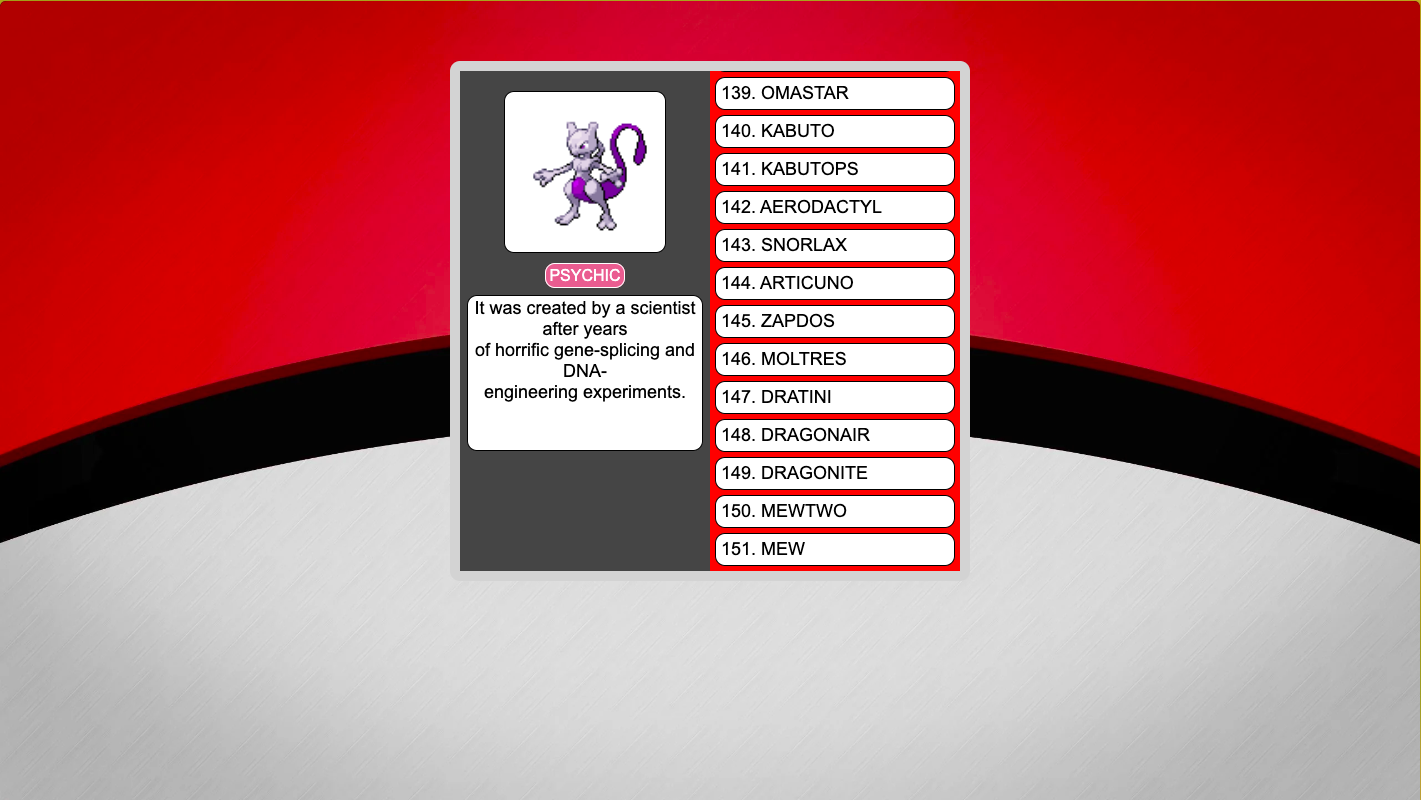 PSYCHIC
It was created by a scientist
after years
of horrific gene-splicing and
DNA-
engineering experiments.
139. OMASTAR
140. KABUTO
141. KABUTOPS
142. AERODACTYL
143. SNORLAX
144. ARTICUNO
145. ZAPDOS
146. MOLTRES
147. DRATINI
148. DRAGONAIR
149. DRAGONITE
150. MEWTWO
151. MEW